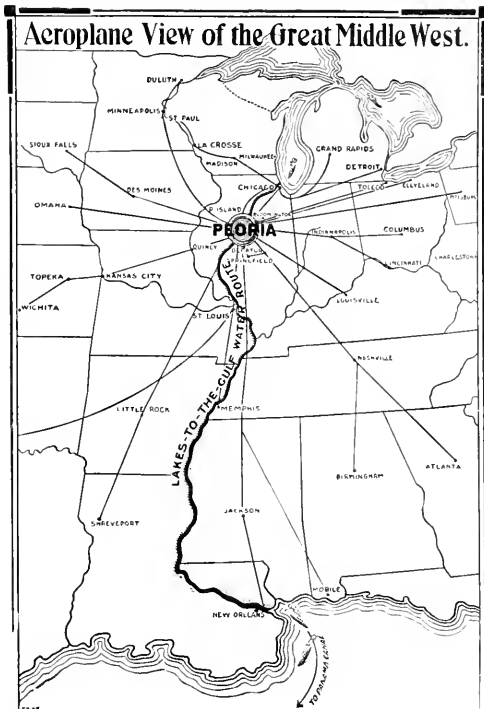 Aeroplane View of the Great Middle West.
DULUTH
MINNEAPOLIS
ST PAUL
SIOUX FALLS
LA CROSSE
MILWAUKEE
MADISON
GRAND RAPIDS
DETROIT
CHICAGO
TOLEDO
CLEVELAND
DES MOINES
OMAHA
R. ISLAND
BLOOMINGTON
PEORIA
INDIANAPOLIS
COLUMBUS
QUINCY
DECATUR
SPRINGFIELD
CINCINNATI
CHARLESTON
TOPEKA
KANSAS CITY
WICHITA
LOUISVILLE
ST LOUIS
LAKES-TO-THE-GULF WATER ROUTE
NASHVILLE
LITTLE ROCK
MEMPHIS
ATLANTA
BIRMINGHAM
SHREVEPORT
JACKSON
MOBILE
NEW ORLEANS
TO PANAMA CANAL